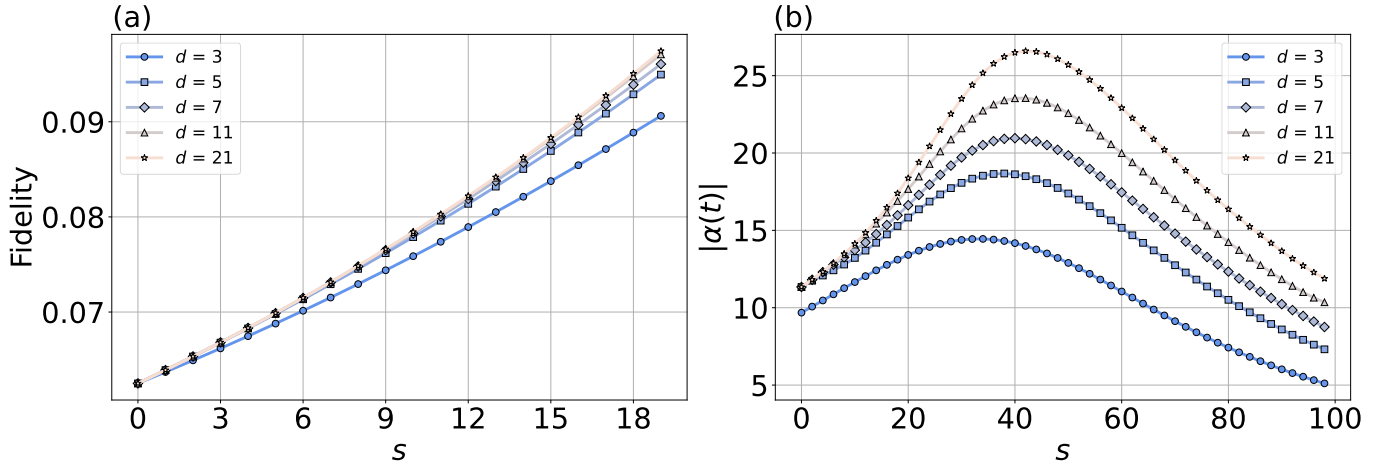 (a)
Fidelity
0.09
0.08
0.07
d = 3
d = 5
d = 7
d = 11
d = 21
0 3 6 9 12 15 18
s
(b)
|α(t)|
25
20
15
10
5
d = 3
d = 5
d = 7
d = 11
d = 21
0 20 40 60 80 100
s